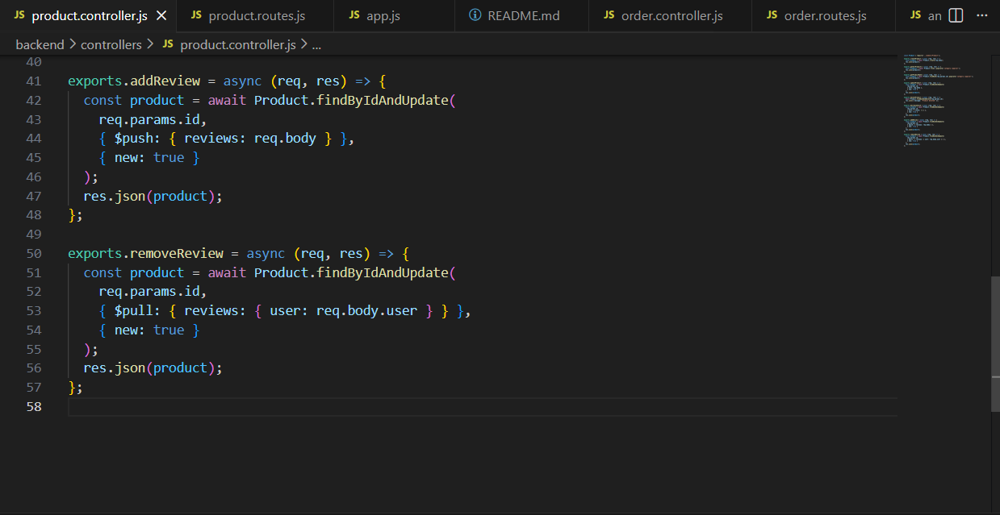 JS product.controller.js
JS product.routes.js
JS app.js
README.md
JS order.controller.js
JS order.routes.js
JS an
backend > controllers > JS product.controller.js > ...
40
41 exports.addReview = async (req, res) => {
42 const product = await Product.findByIdAndUpdate(
43 req.params.id,
44 { $push: { reviews: req.body } },
45 { new: true }
46 );
47 res.json(product);
48 };
49
50 exports.removeReview = async (req, res) => {
51 const product = await Product.findByIdAndUpdate(
52 req.params.id,
53 { $pull: { reviews: { user: req.body.user } } },
54 { new: true }
55 );
56 res.json(product);
57 };
58